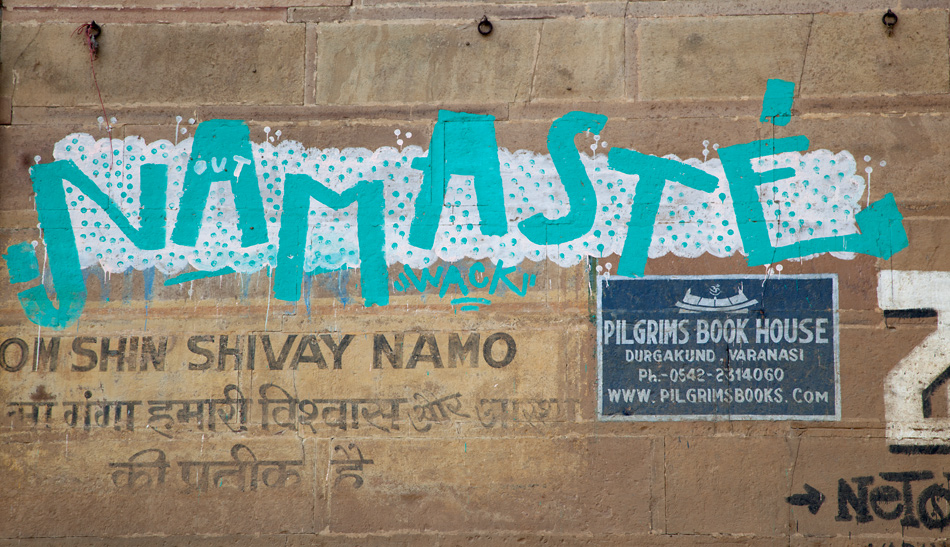 NAMASTÉ
OUT
"WACK"
OM SHIN SHIVAY NAMO
माँ गंगा हमारी विश्वास और आस्था
की प्रतीक है
PILGRIMS BOOK HOUSE
DURGAKUND, VARANASI
Ph.-0542-2314060
WWW.PILGRIMSBOOKS.COM